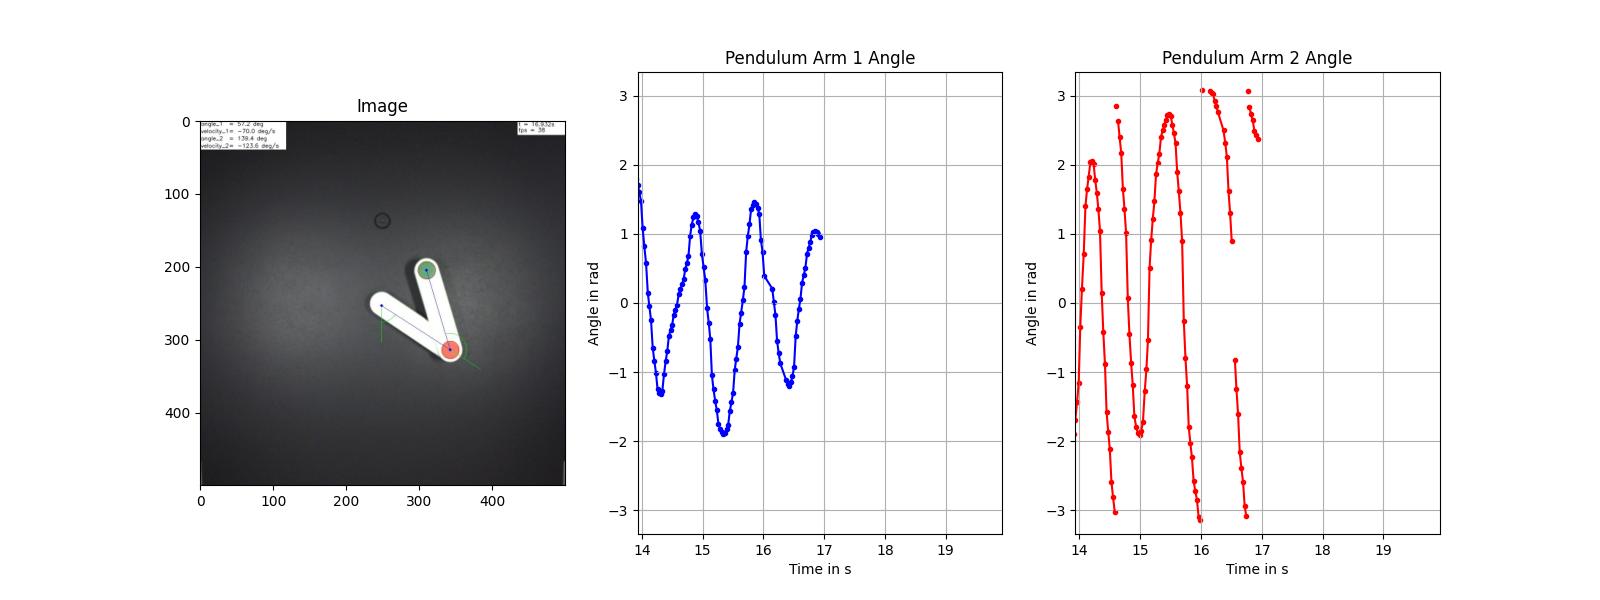 Image
angle_1 = 57.2 deg
velocity_1= -70.0 deg/s
angle_2 = 139.4 deg
velocity_2= -123.6 deg/s
t = 16.932s
fps = 38
0
100
200
300
400
0 100 200 300 400
Pendulum Arm 1 Angle
Angle in rad
3
2
1
0
−1
−2
−3
14 15 16 17 18 19
Time in s
Pendulum Arm 2 Angle
Angle in rad
3
2
1
0
−1
−2
−3
14 15 16 17 18 19
Time in s